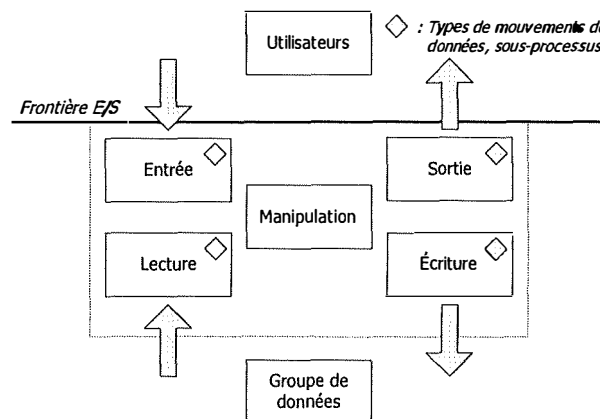 Utilisateurs
: Types de mouvements de
données, sous-processus
Frontière E/S
Entrée
Sortie
Manipulation
Lecture
Écriture
Groupe de
données